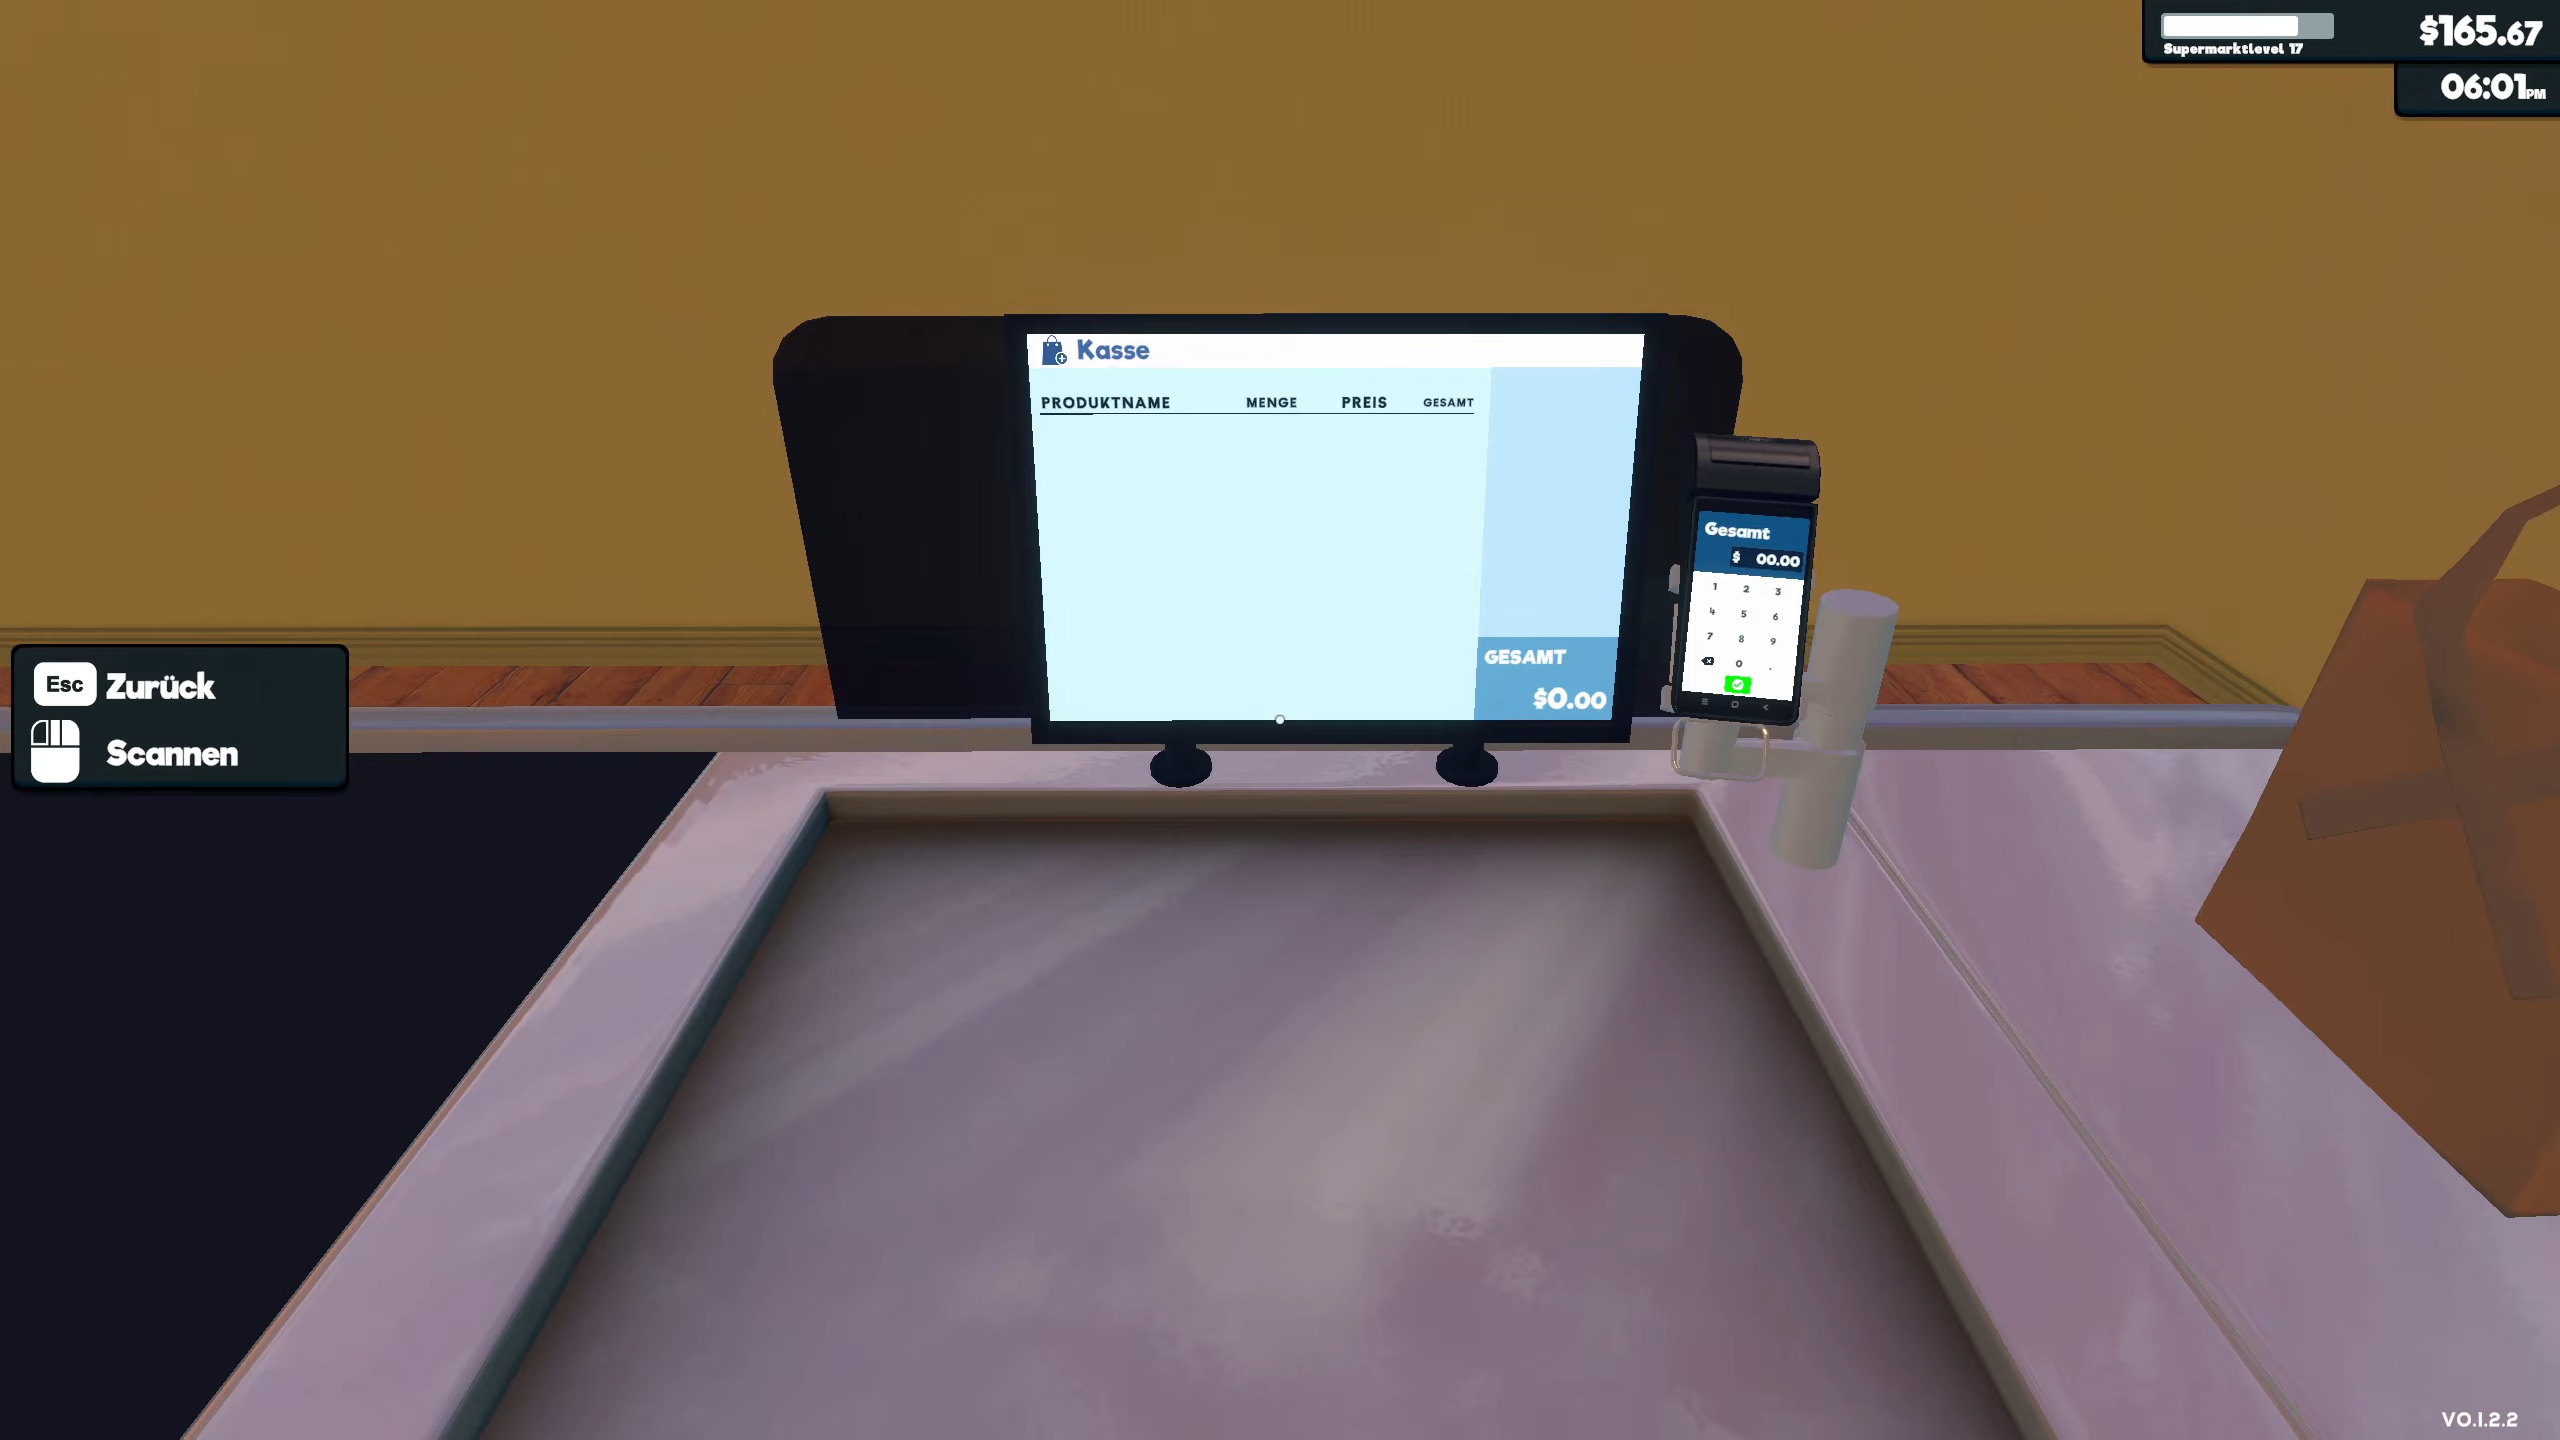 Supermarktlevel 17
$165.67
06:01PM
Kasse
PRODUKTNAME MENGE PREIS GESAMT
GESAMT
$0.00
Gesamt
$ 00.00
1 2 3
4 5 6
7 8 9
0 .
Esc Zurück
Scannen
V0.1.2.2